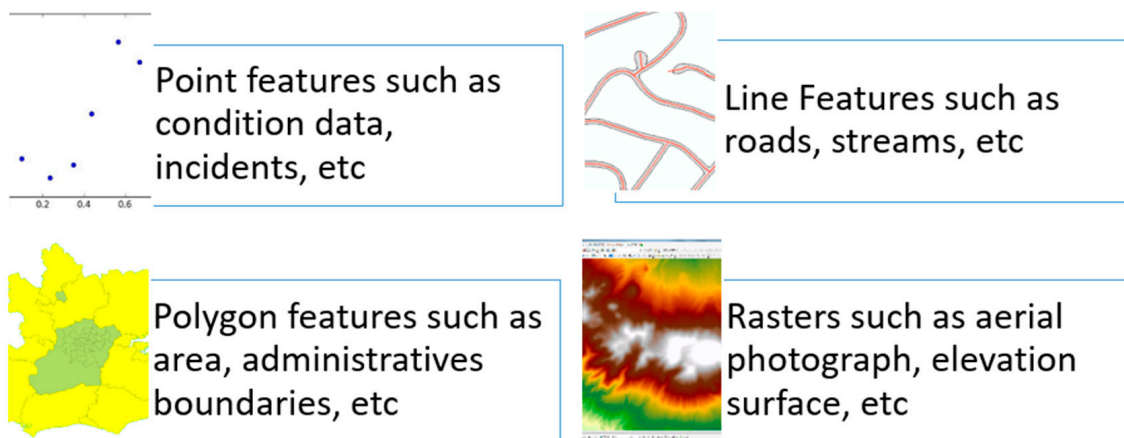 Point features such as
condition data,
incidents, etc
0.2 0.4 0.6
Line Features such as
roads, streams, etc
Polygon features such as
area, administratives
boundaries, etc
Rasters such as aerial
photograph, elevation
surface, etc